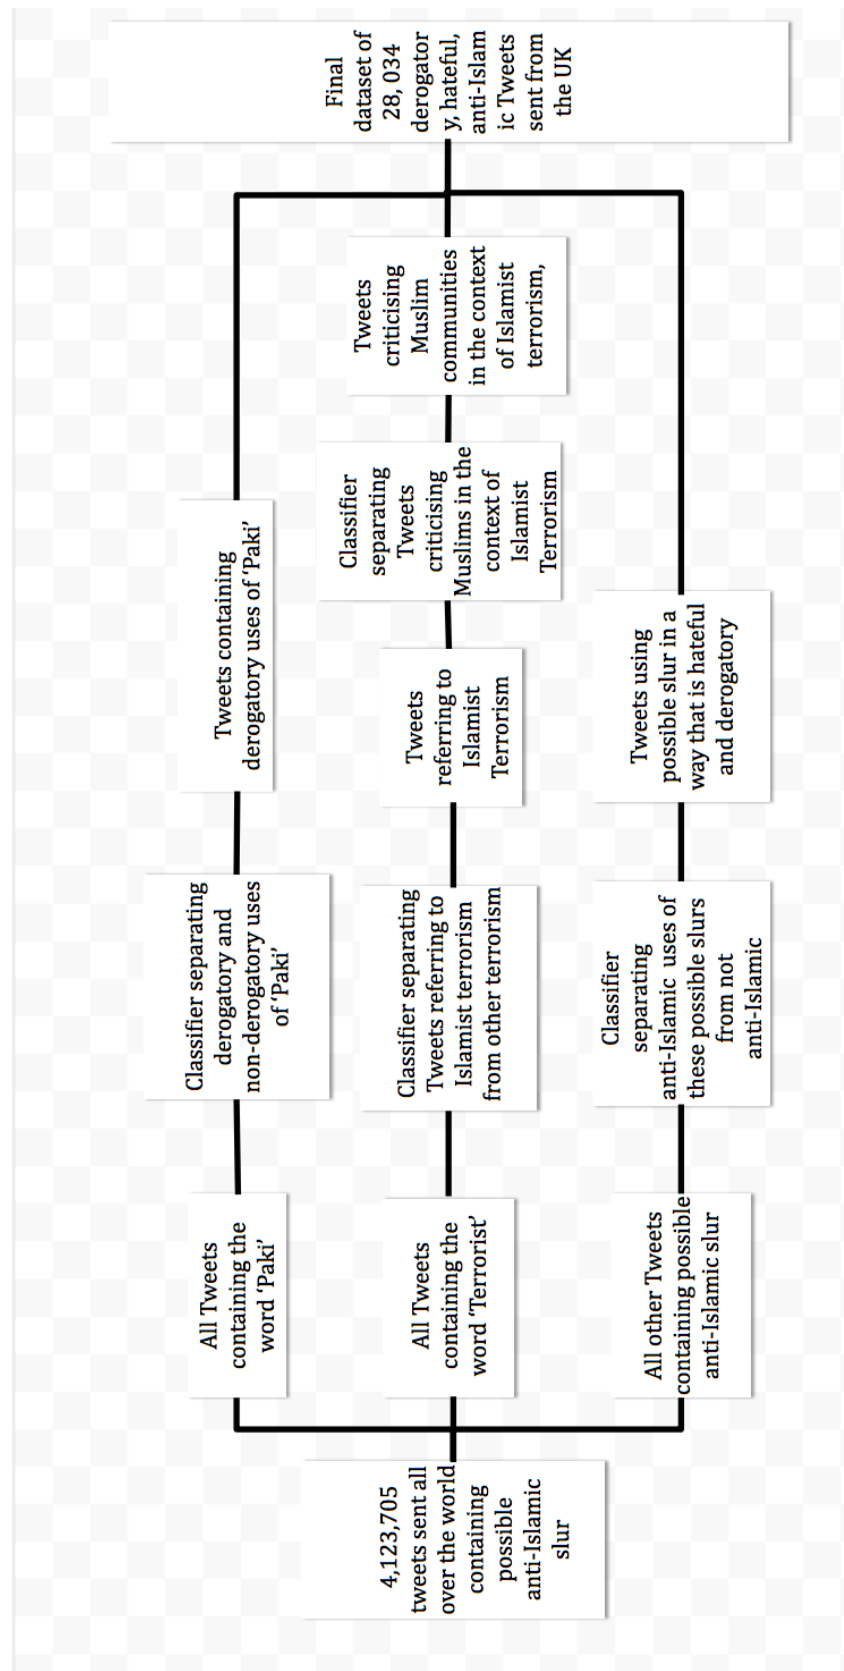 4,123,705
tweets sent all
over the world
containing
possible
anti-Islamic
slur
All Tweets
containing the
word ‘Paki’
Classifier separating
derogatory and
non-derogatory uses
of ‘Paki’
Tweets containing
derogatory uses of ‘Paki’
All Tweets
containing the
word ‘Terrorist’
Classifier separating
Tweets referring to
Islamist terrorism
from other terrorism
Tweets
referring to
Islamist
Terrorism
Classifier
separating
Tweets
criticising
Muslims in the
context of
Islamist
Terrorism
Tweets
criticising
Muslim
communities
in the context
of Islamist
terrorism,
All other Tweets
containing possible
anti-Islamic slur
Classifier
separating
anti-Islamic uses of
these possible slurs
from not
anti-Islamic
Tweets using
possible slur in a
way that is hateful
and derogatory
Final
dataset of
28, 034
derogator
y, hateful,
anti-Islam
ic Tweets
sent from
the UK